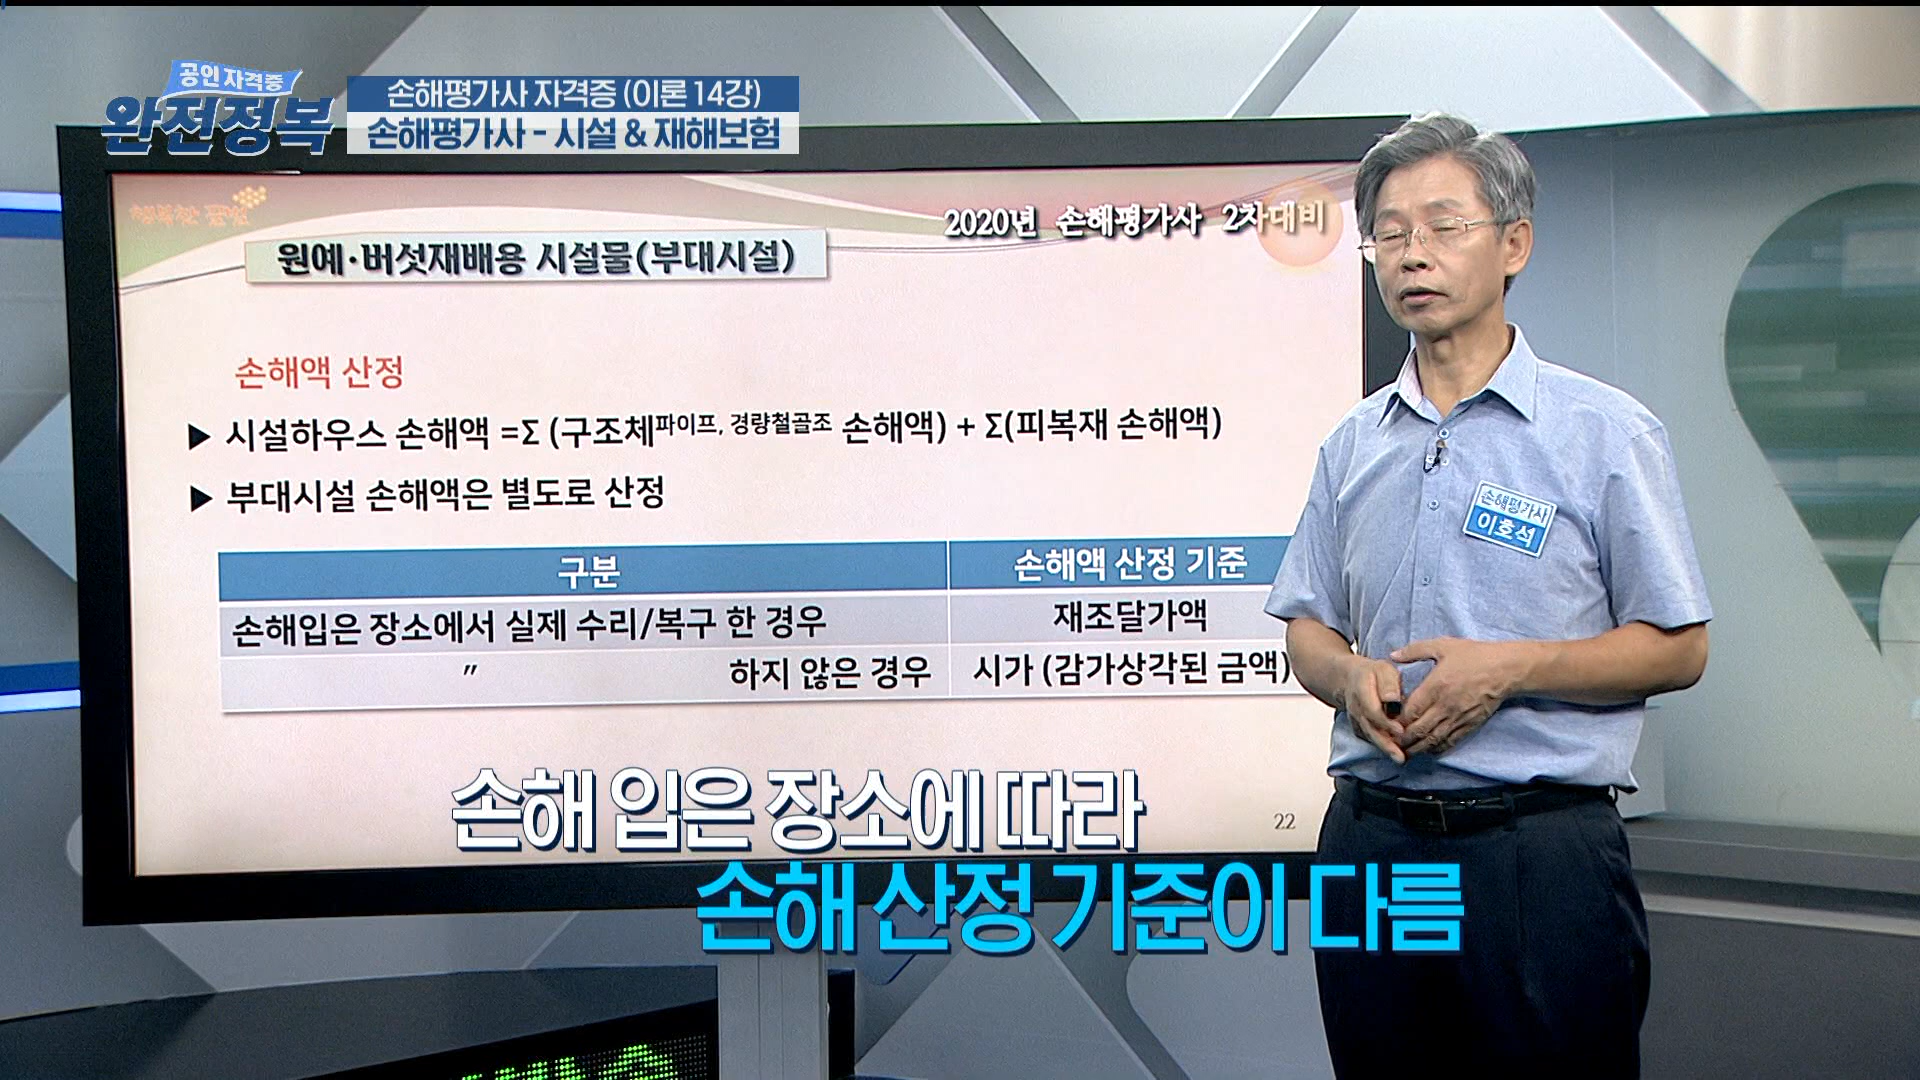 공인 자격증
완전정복
손해평가사 자격증 (이론 14강)
손해평가사 - 시설 & 재해보험
행복한 공인
2020년 손해평가사 2차대비
원예·버섯재배용 시설물(부대시설)
손해액 산정
▶ 시설하우스 손해액 =Σ (구조체파이프, 경량철골조 손해액) + Σ(피복재 손해액)
▶ 부대시설 손해액은 별도로 산정
구분 손해액 산정 기준
손해입은 장소에서 실제 수리/복구 한 경우 재조달가액
〃 하지 않은 경우 시가 (감가상각된 금액)
22
손해평가사
이호석
손해 입은 장소에 따라
손해 산정 기준이 다름